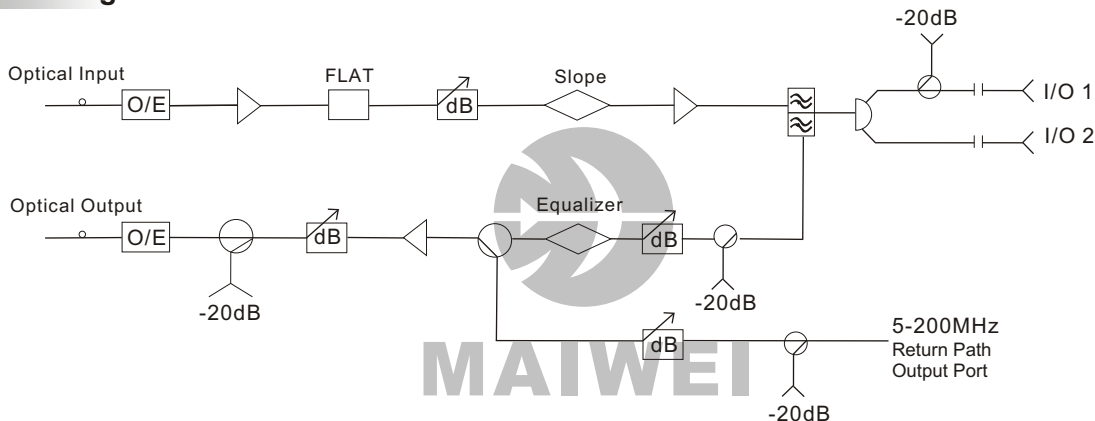 -20dB
Optical Input
FLAT
Slope
O/E
dB
I/O 1
I/O 2
Optical Output
Equalizer
O/E
dB
dB
-20dB
-20dB
dB
5-200MHz
Return Path
Output Port
MAIWEI
-20dB